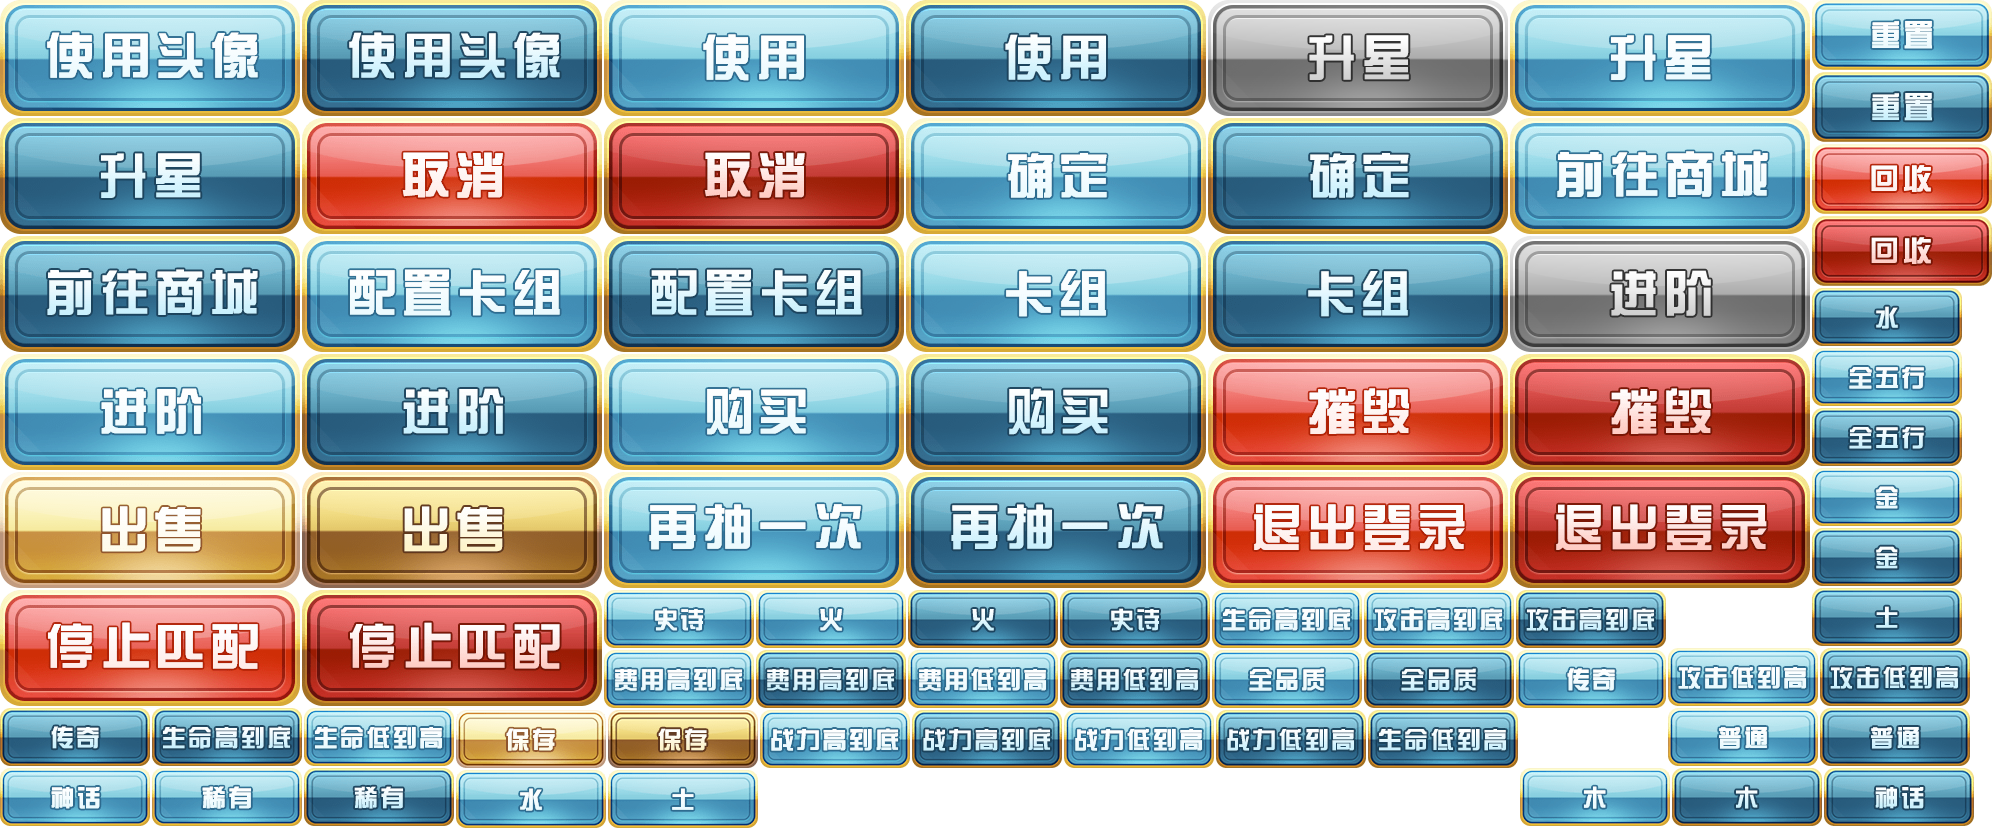 使用头像 使用头像 使用 使用 升星 升星 重置
重置
升星 取消 取消 确定 确定 前往商城 回收
回收
前往商城 配置卡组 配置卡组 卡组 卡组 进阶 水
全五行
进阶 进阶 购买 购买 摧毁 摧毁 全五行
金
出售 出售 再抽一次 再抽一次 退出登录 退出登录 金
史诗 火 火 史诗 生命高到底 攻击高到底 攻击高到底 土
停止匹配 停止匹配
费用高到底 费用高到底 费用低到高 费用低到高 全品质 全品质 传奇 攻击低到高 攻击低到高
传奇 生命高到底 生命低到高 保存 保存 战力高到底 战力高到底 战力低到高 战力低到高 生命低到高 普通 普通
神话 稀有 稀有 水 土 木 木 神话